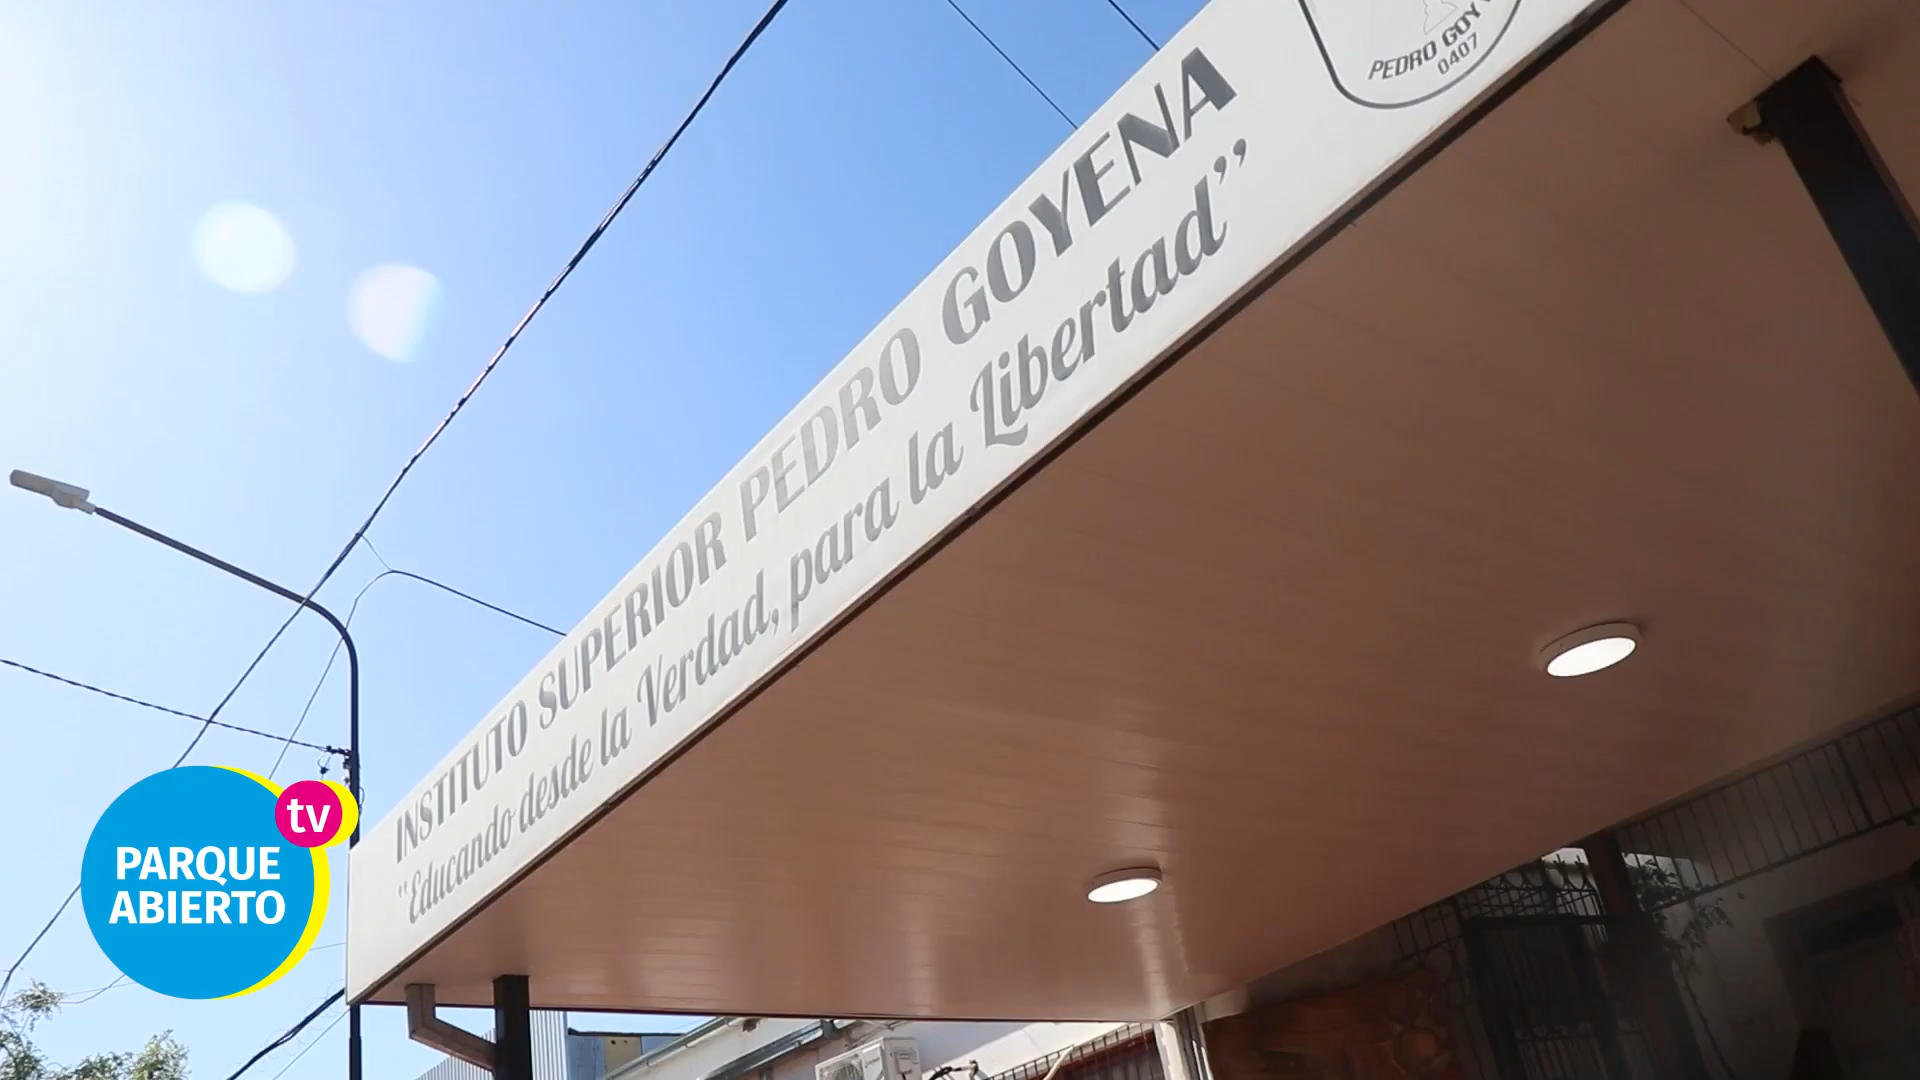 INSTITUTO SUPERIOR PEDRO GOYENA
"Educando desde la Verdad, para la Libertad"
PEDRO GOY
0407
tv
PARQUE
ABIERTO